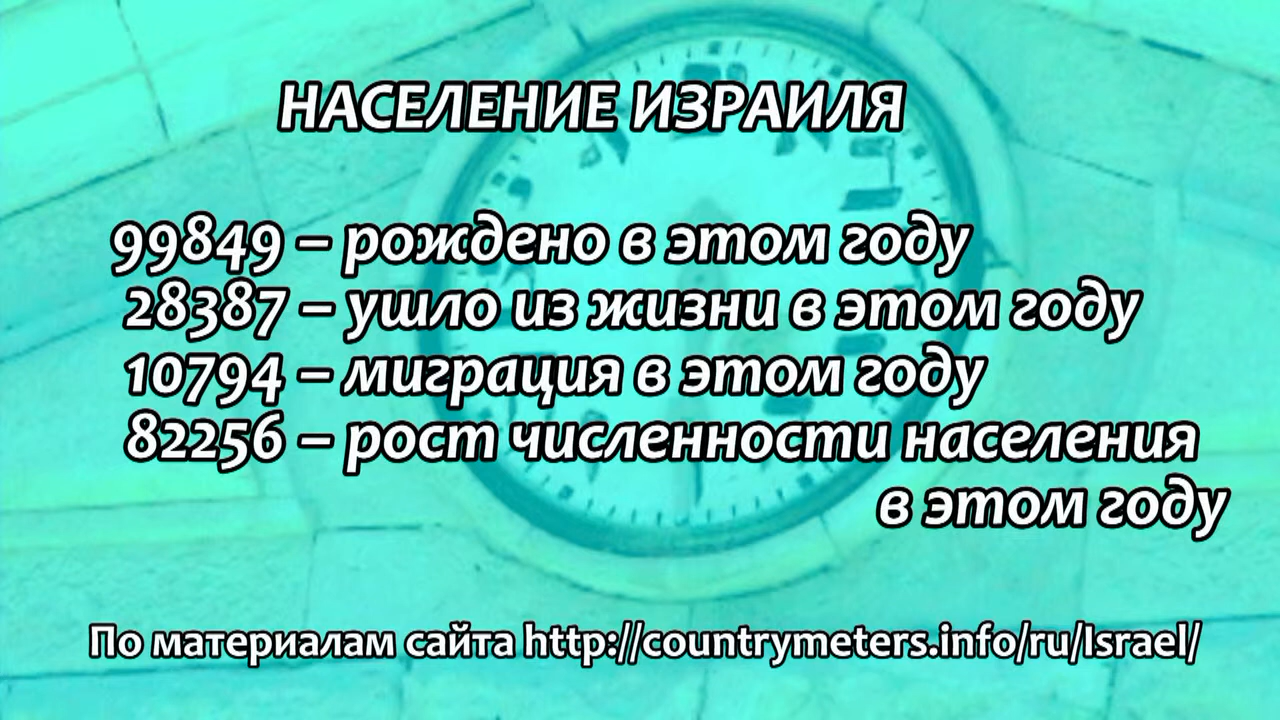 НАСЕЛЕНИЕ ИЗРАИЛЯ
99849 – рождено в этом году
28387 – ушло из жизни в этом году
10794 – миграция в этом году
82256 – рост численности населения
в этом году
По материалам сайта http://countrymeters.info/ru/Israel/